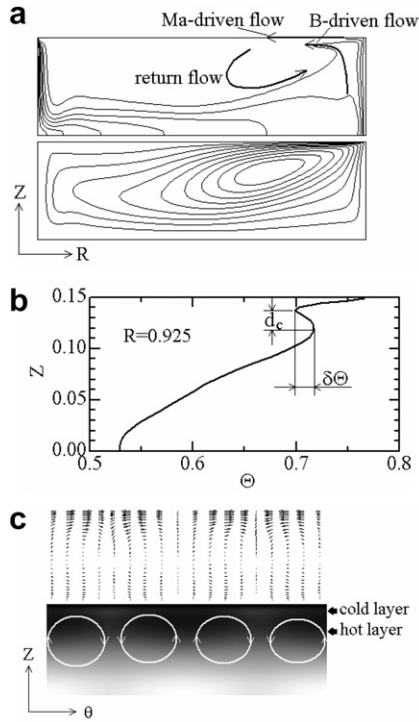 a
Ma-driven flow
B-driven flow
return flow
Z
R
b
0.15
0.10
0.05
0.00
Z
R=0.925
d_c
δΘ
0.5 0.6 0.7 0.8
Θ
c
cold layer
hot layer
Z
θ